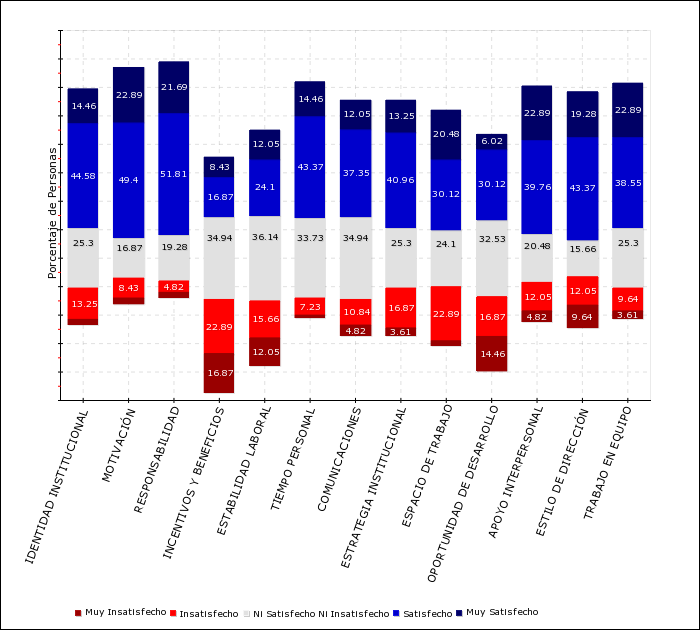 Porcentaje de Personas
14.46 22.89 21.69 8.43 12.05 14.46 12.05 13.25 20.48 6.02 22.89 19.28 22.89
44.58 49.4 51.81 16.87 24.1 43.37 37.35 40.96 30.12 30.12 39.76 43.37 38.55
25.3 16.87 19.28 34.94 36.14 33.73 34.94 25.3 24.1 32.53 20.48 15.66 25.3
13.25 8.43 4.82 22.89 15.66 7.23 10.84 16.87 22.89 16.87 12.05 12.05 9.64
16.87 12.05 4.82 3.61 14.46 4.82 9.64 3.61
IDENTIDAD INSTITUCIONAL
MOTIVACIÓN
RESPONSABILIDAD
INCENTIVOS Y BENEFICIOS
ESTABILIDAD LABORAL
TIEMPO PERSONAL
COMUNICACIONES
ESTRATEGIA INSTITUCIONAL
ESPACIO DE TRABAJO
OPORTUNIDAD DE DESARROLLO
APOYO INTERPERSONAL
ESTILO DE DIRECCIÓN
TRABAJO EN EQUIPO
Muy Insatisfecho Insatisfecho Ni Satisfecho Ni Insatisfecho Satisfecho Muy Satisfecho